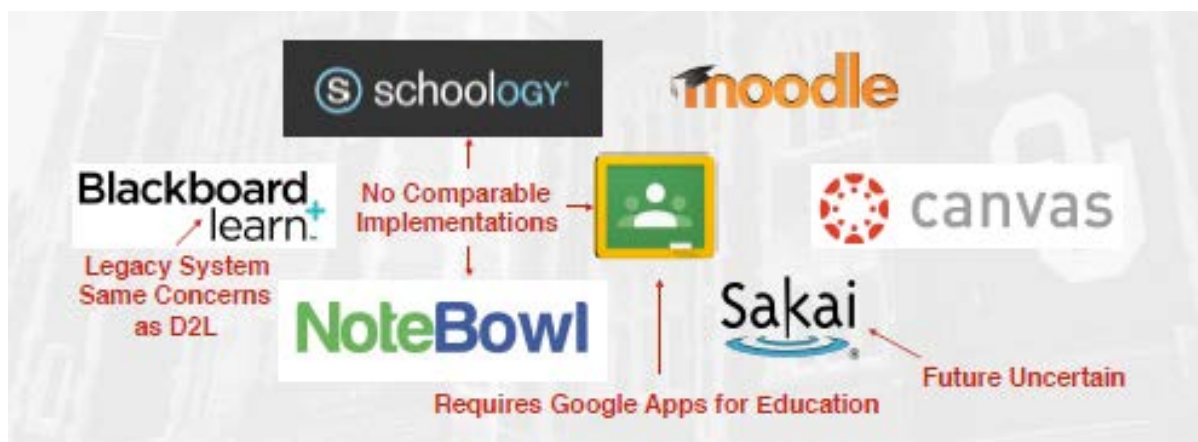 schoology
moodle
Blackboard
learn+
No Comparable
Implementations
canvas
Legacy System
Same Concerns
as D2L
NoteBowl
Sakai
Future Uncertain
Requires Google Apps for Education